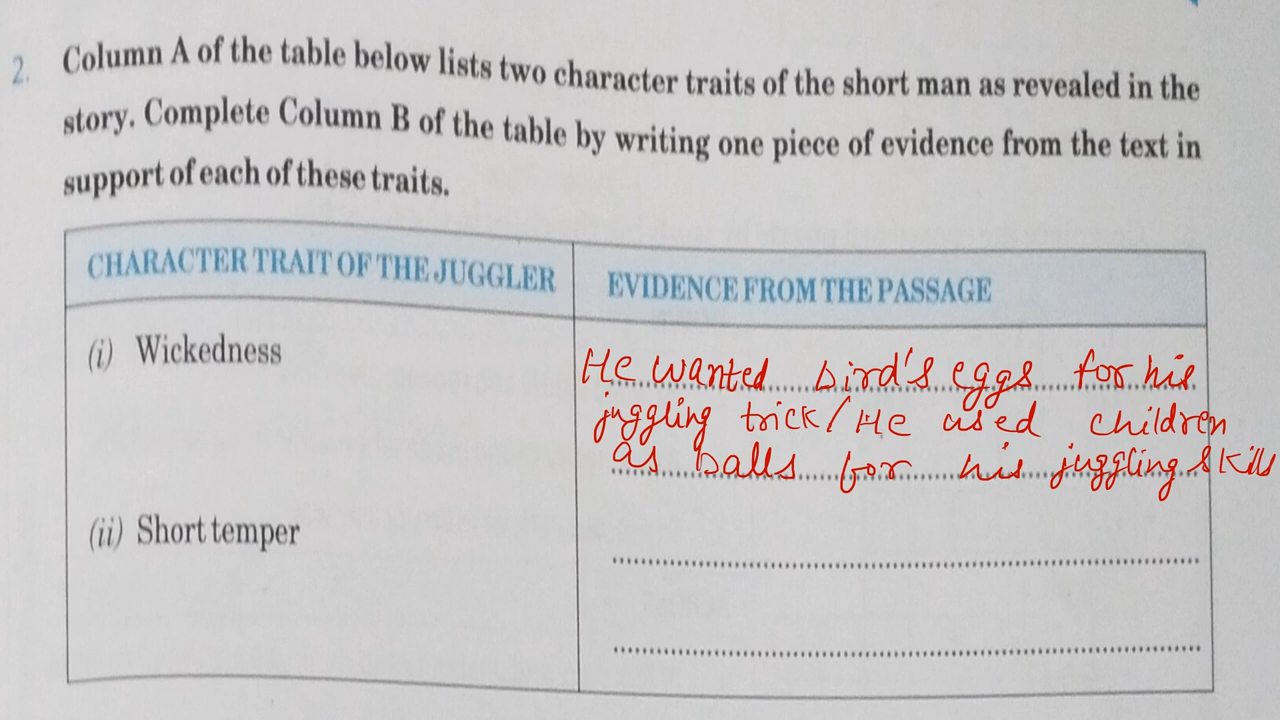 2. Column A of the table below lists two character traits of the short man as revealed in the
story. Complete Column B of the table by writing one piece of evidence from the text in
support of each of these traits.
CHARACTER TRAIT OF THE JUGGLER
EVIDENCE FROM THE PASSAGE
(i) Wickedness
He wanted bird's eggs for his
juggling trick/He used children
as balls for his juggling skill
(ii) Short temper